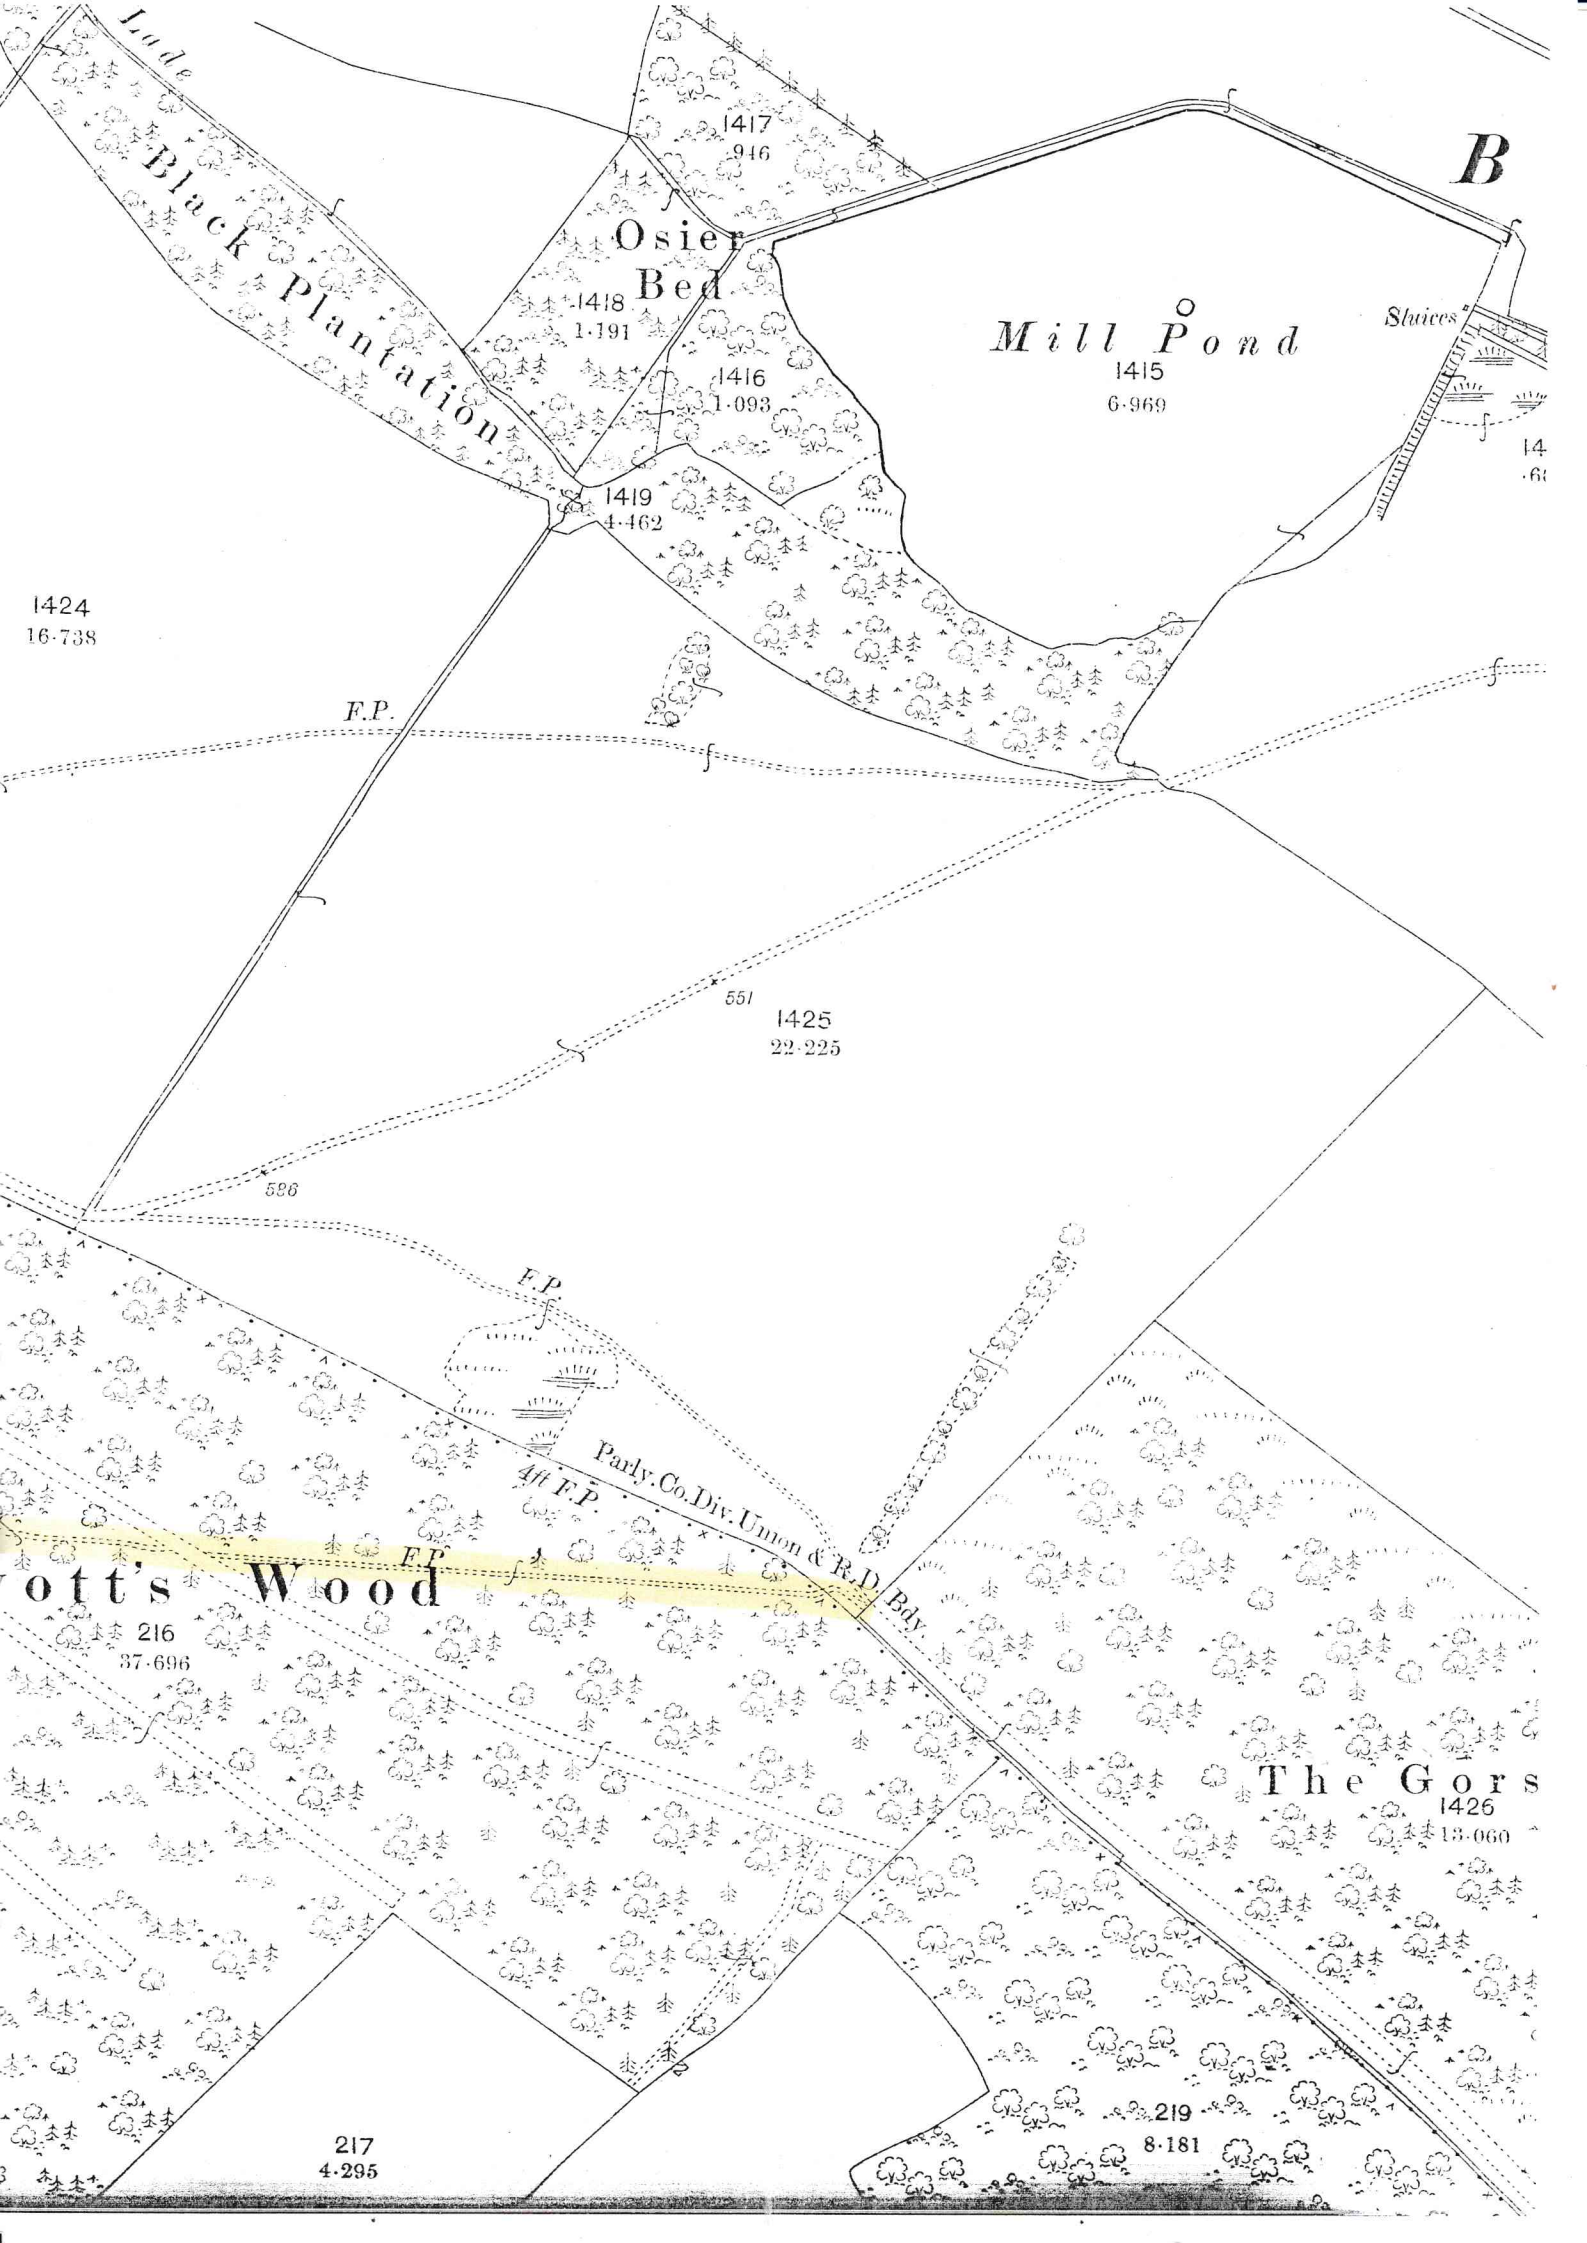 Lade
1417
·946
B
Black Plantation
Osier
Bed
1418
1·191
Mill Pond
1415
6·969
Sluices
1416
1·093
14
·6
1419
4·462
1424
16·738
F.P.
551
1425
22·225
586
F.P.
Parly. Co. Div. Union & R.D. Bdy.
4ft F.P.
F.P.
ott's Wood
216
37·696
The Gors
1426
13·060
217
4·295
219
8·181